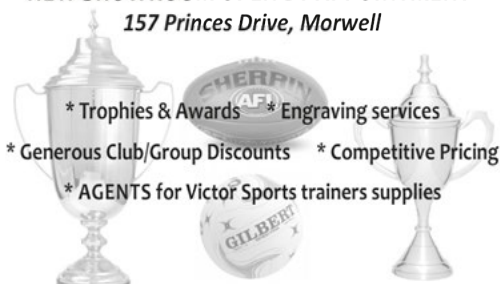 157 Princes Drive, Morwell
SHERRIN
AFL
* Trophies & Awards * Engraving services
* Generous Club/Group Discounts * Competitive Pricing
* AGENTS for Victor Sports trainers supplies
GILBERT